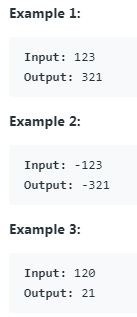 Example 1:
Input: 123
Output: 321
Example 2:
Input: -123
Output: -321
Example 3:
Input: 120
Output: 21